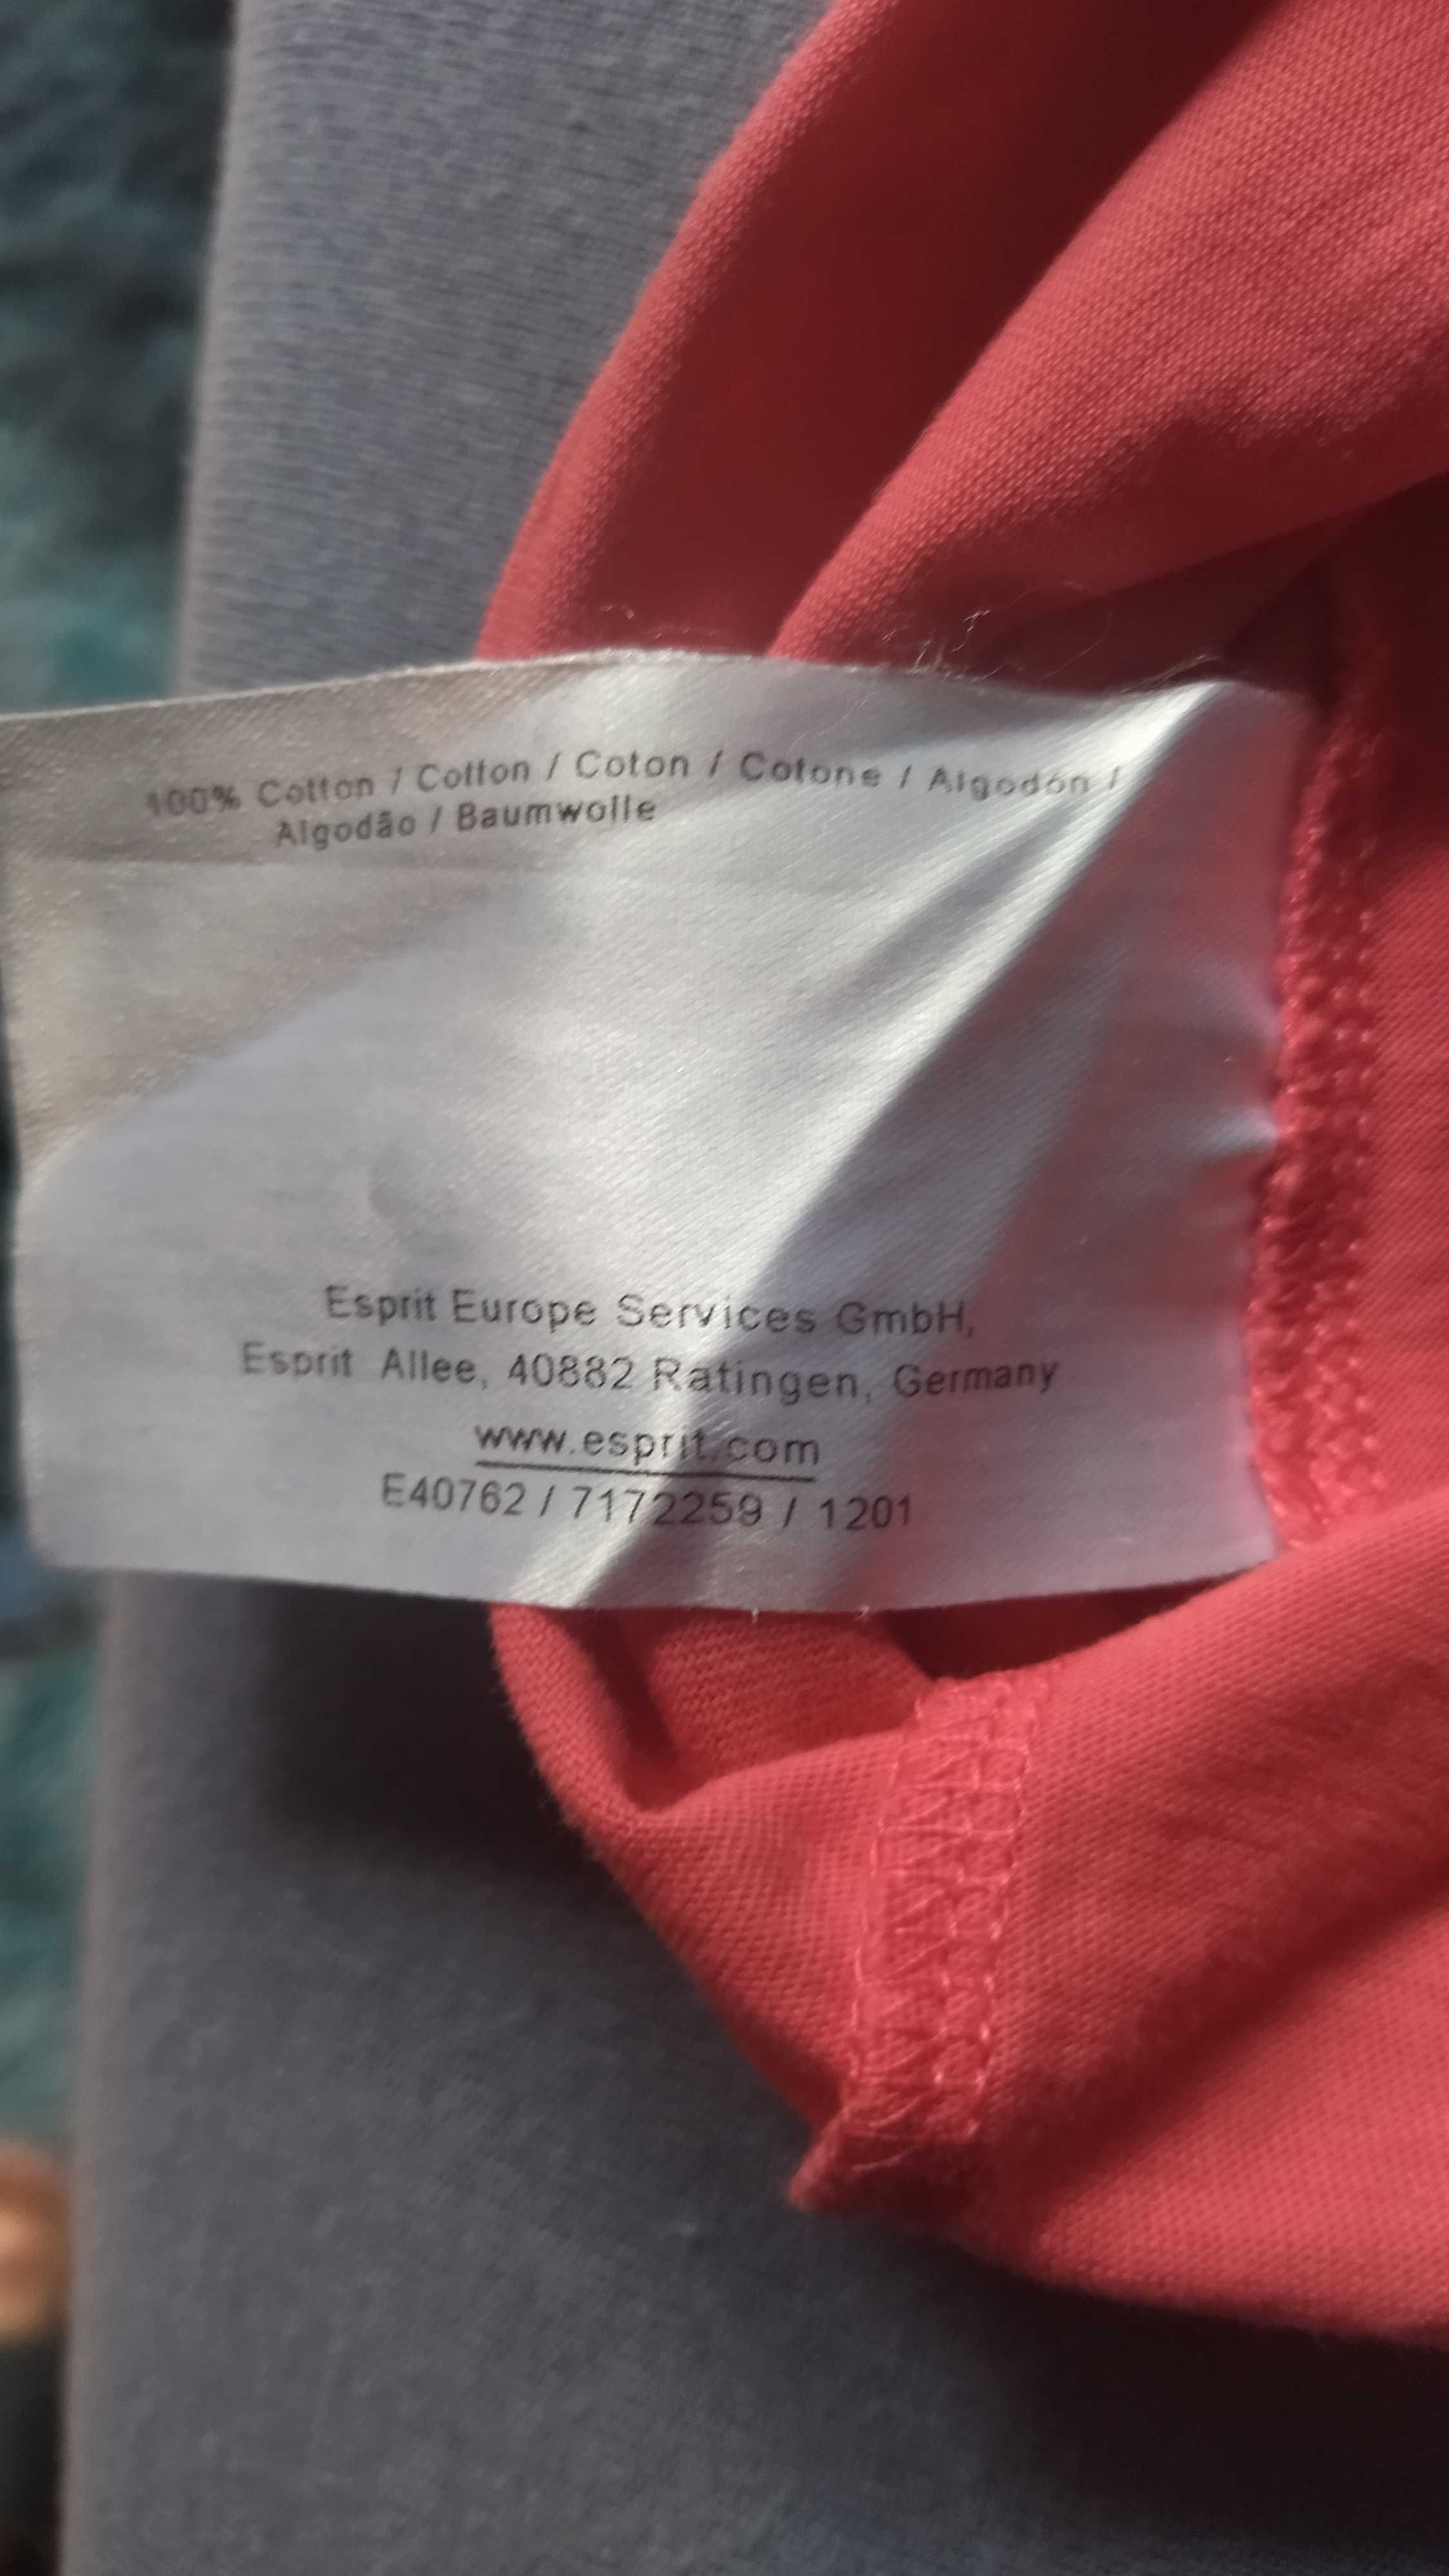 100% Cotton / Cotton / Coton / Cotone / Algodón /
Algodão / Baumwolle
Esprit Europe Services GmbH,
Esprit Allee, 40882 Ratingen, Germany
www.esprit.com
E40762 / 7172259 / 1201